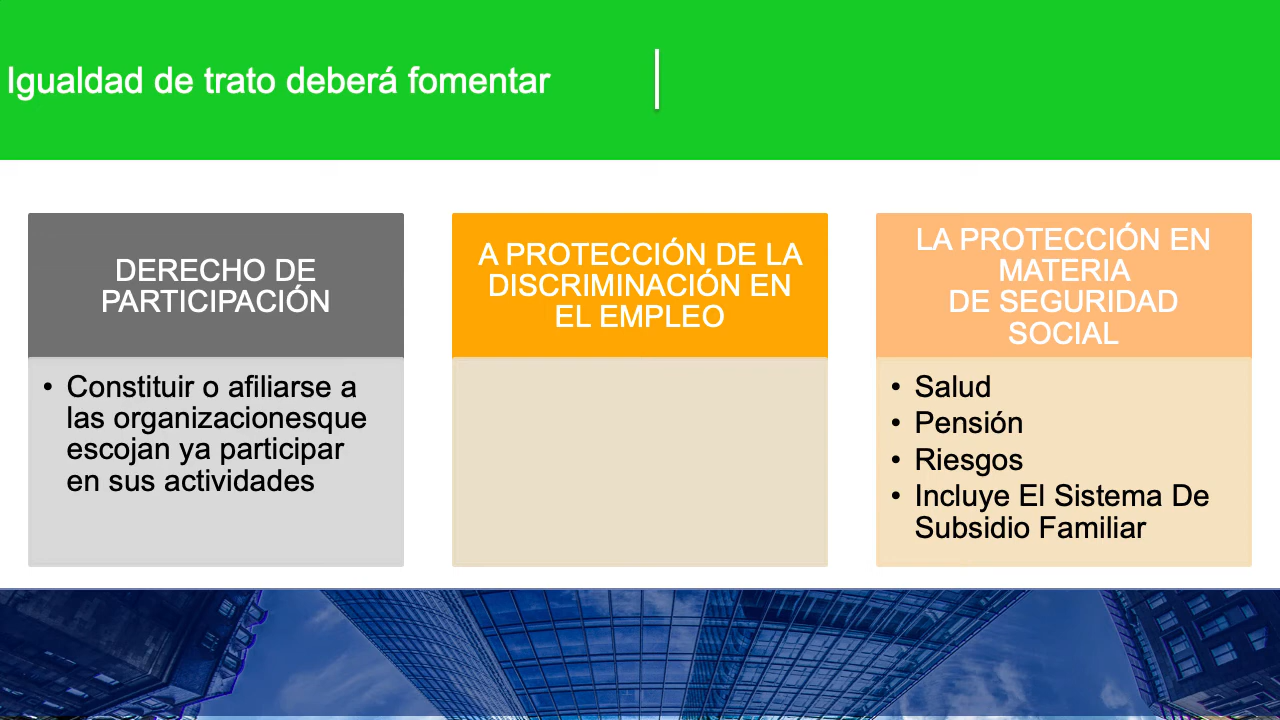 Igualdad de trato deberá fomentar
DERECHO DE
PARTICIPACIÓN
• Constituir o afiliarse a
las organizacionesque
escojan ya participar
en sus actividades
A PROTECCIÓN DE LA
DISCRIMINACIÓN EN
EL EMPLEO
LA PROTECCIÓN EN
MATERIA
DE SEGURIDAD
SOCIAL
• Salud
• Pensión
• Riesgos
• Incluye El Sistema De
Subsidio Familiar